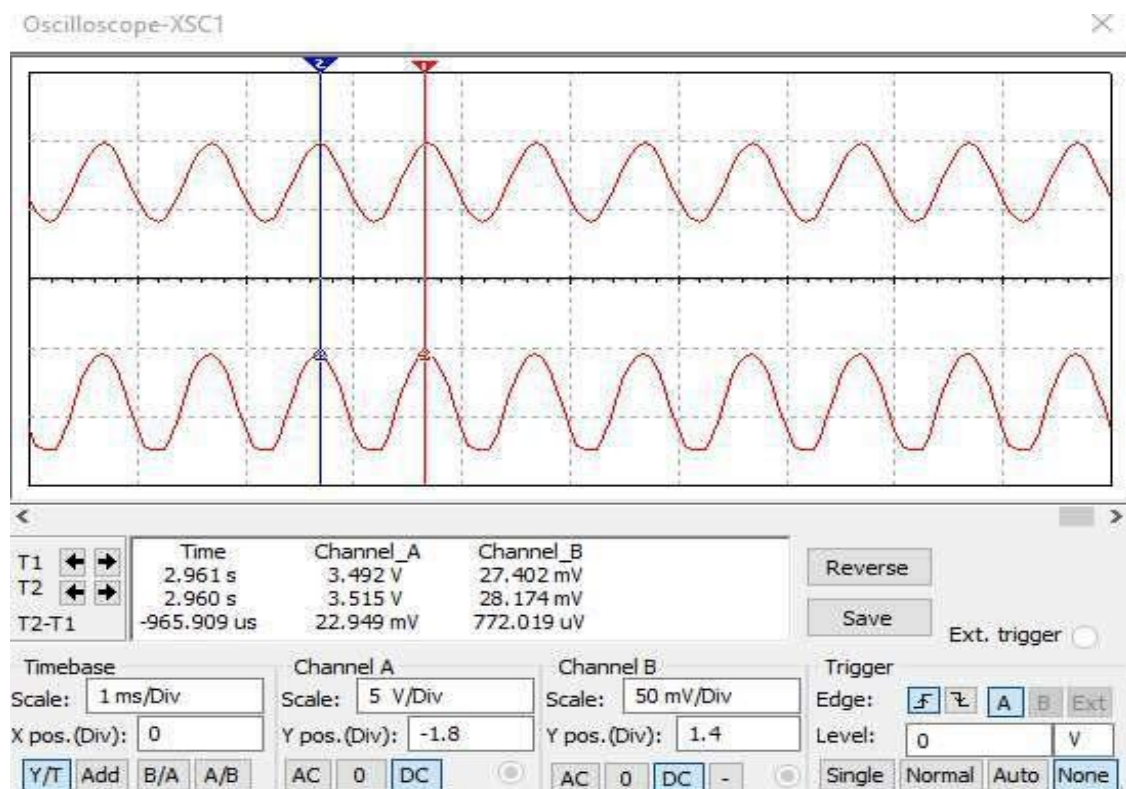 Oscilloscope-XSC1
2 1
Time Channel_A Channel_B
T1 2.961 s 3.492 V 27.402 mV
T2 2.960 s 3.515 V 28.174 mV
T2-T1 -965.909 us 22.949 mV 772.019 uV
Reverse
Save
Ext. trigger
Timebase Channel A Channel B Trigger
Scale: 1 ms/Div Scale: 5 V/Div Scale: 50 mV/Div Edge: A B Ext
X pos.(Div): 0 Y pos.(Div): -1.8 Y pos.(Div): 1.4 Level: 0 V
Y/T Add B/A A/B AC 0 DC AC 0 DC - Single Normal Auto None